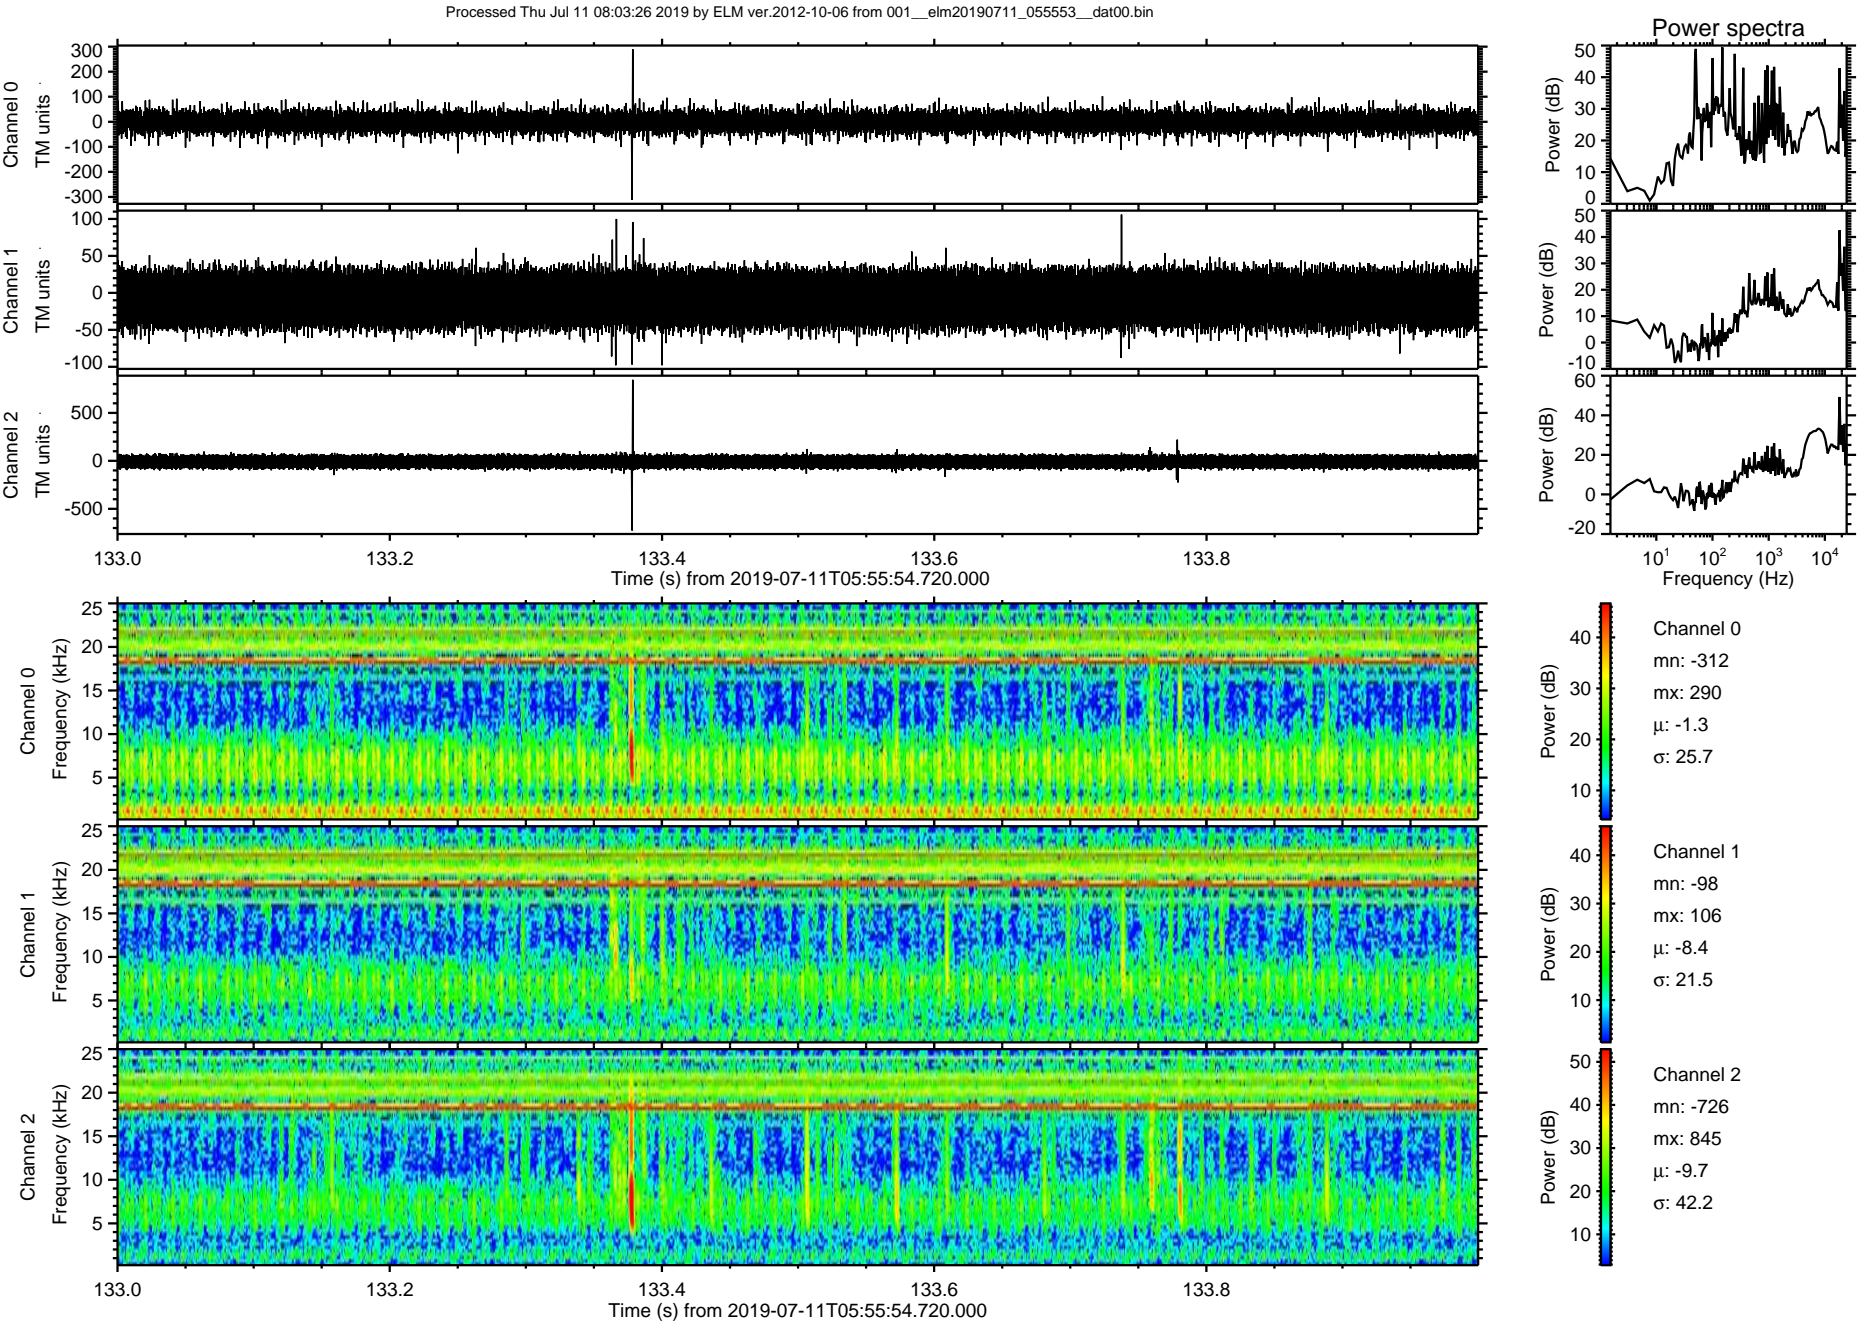 Processed Thu Jul 11 08:03:26 2019 by ELM ver.2012-10-06 from 001__elm20190711_055553__dat00.bin
Power spectra
Channel 0
TM units
300
200
100
0
-100
-200
-300
Power (dB)
50
40
30
20
10
0
Channel 1
TM units
100
50
0
-50
-100
Power (dB)
50
40
30
20
10
0
-10
Channel 2
TM units
500
0
-500
Power (dB)
60
40
20
0
-20
133.0 133.2 133.4 133.6 133.8
Time (s) from 2019-07-11T05:55:54.720.000
10^1 10^2 10^3 10^4
Frequency (Hz)
Channel 0
Frequency (kHz)
25
20
15
10
5
Power (dB)
40
30
20
10
Channel 0
mn: -312
mx: 290
μ: -1.3
σ: 25.7
Channel 1
Frequency (kHz)
25
20
15
10
5
Power (dB)
40
30
20
10
Channel 1
mn: -98
mx: 106
μ: -8.4
σ: 21.5
Channel 2
Frequency (kHz)
25
20
15
10
5
Power (dB)
50
40
30
20
10
Channel 2
mn: -726
mx: 845
μ: -9.7
σ: 42.2
133.0 133.2 133.4 133.6 133.8
Time (s) from 2019-07-11T05:55:54.720.000